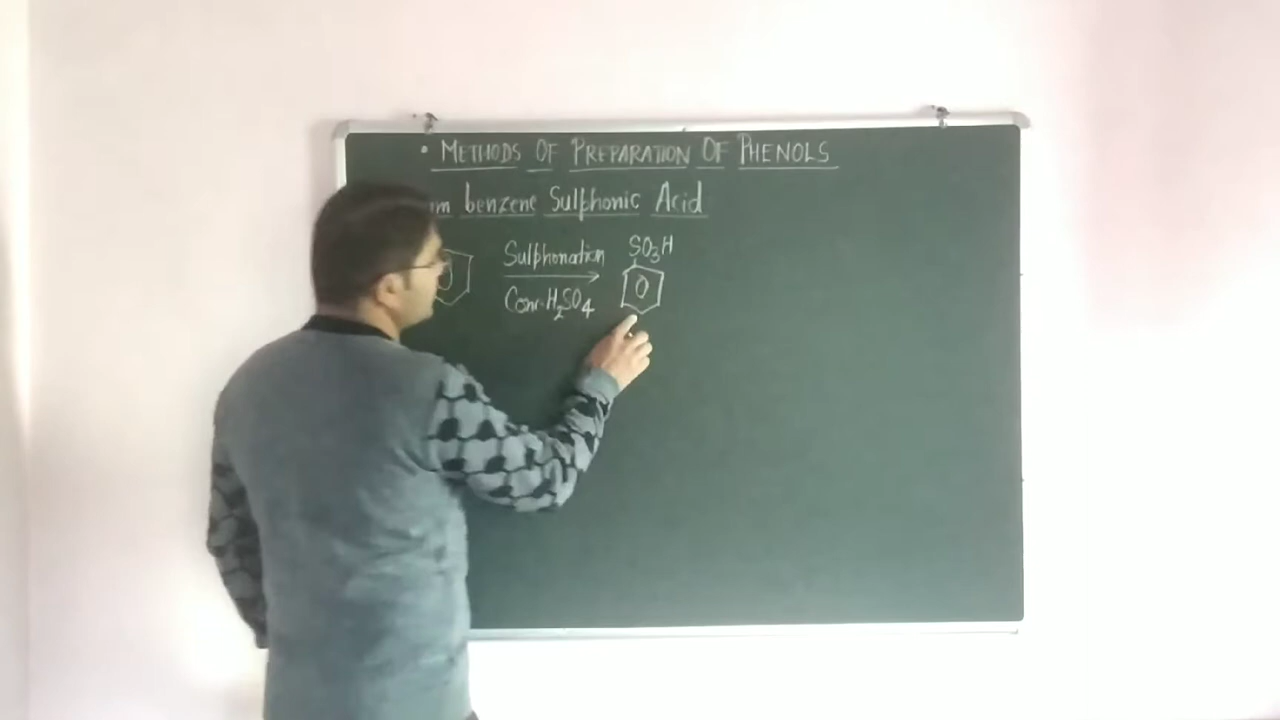 • METHODS OF PREPARATION OF PHENOLS
benzene Sulphonic Acid
Sulphonation
SO3H
Conc. H2SO4